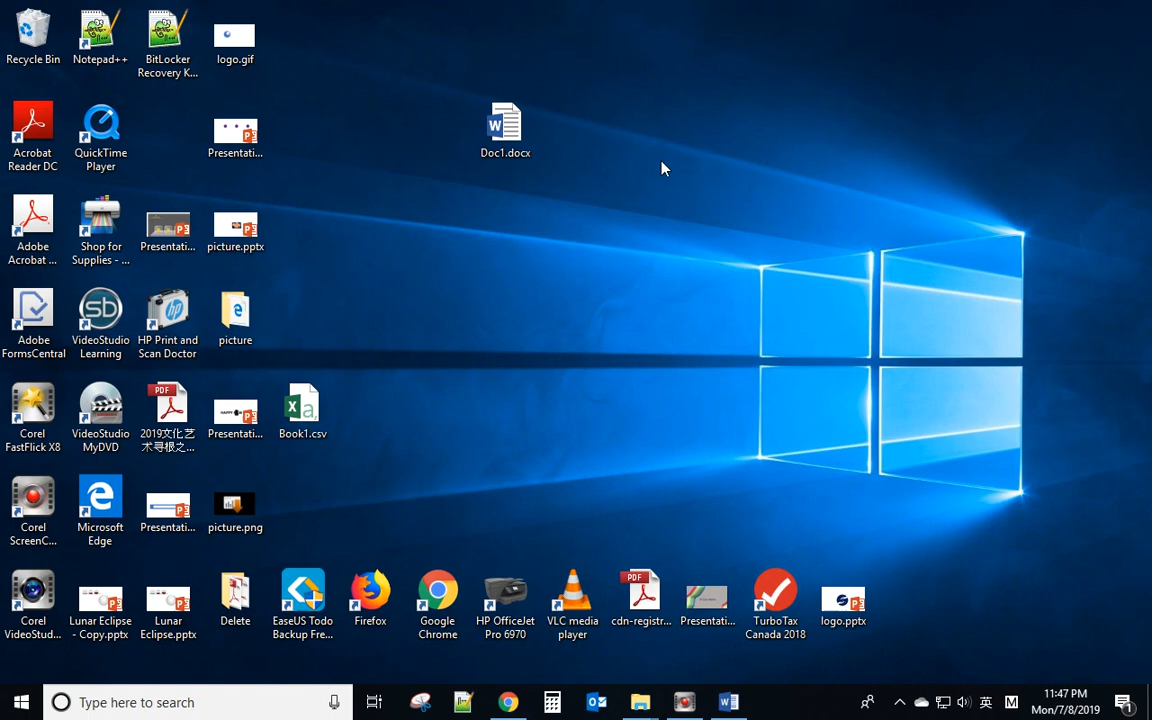 Recycle Bin
Notepad++
BitLocker
Recovery K...
logo.gif
Acrobat
Reader DC
QuickTime
Player
Presentati...
Doc1.docx
Adobe
Acrobat ...
Shop for
Supplies - ...
Presentati...
picture.pptx
Adobe
FormsCentral
VideoStudio
Learning
HP Print and
Scan Doctor
picture
Corel
FastFlick X8
VideoStudio
MyDVD
PDF
2019文化艺
术寻根之...
Presentati...
Book1.csv
Corel
ScreenC...
Microsoft
Edge
Presentati...
picture.png
Corel
VideoStud...
Lunar Eclipse
- Copy.pptx
Lunar
Eclipse.pptx
Delete
EaseUS Todo
Backup Fre...
Firefox
Google
Chrome
HP OfficeJet
Pro 6970
VLC media
player
PDF
cdn-registr...
Presentati...
TurboTax
Canada 2018
logo.pptx
Type here to search
英
M
11:47 PM
Mon/7/8/2019
1